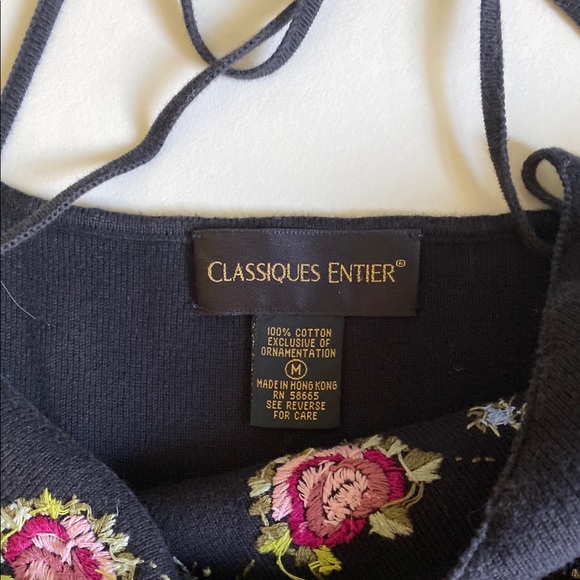 CLASSIQUES ENTIER®
100% COTTON
EXCLUSIVE OF
ORNAMENTATION
M
MADE IN HONG KONG
RN 58665
SEE REVERSE
FOR CARE